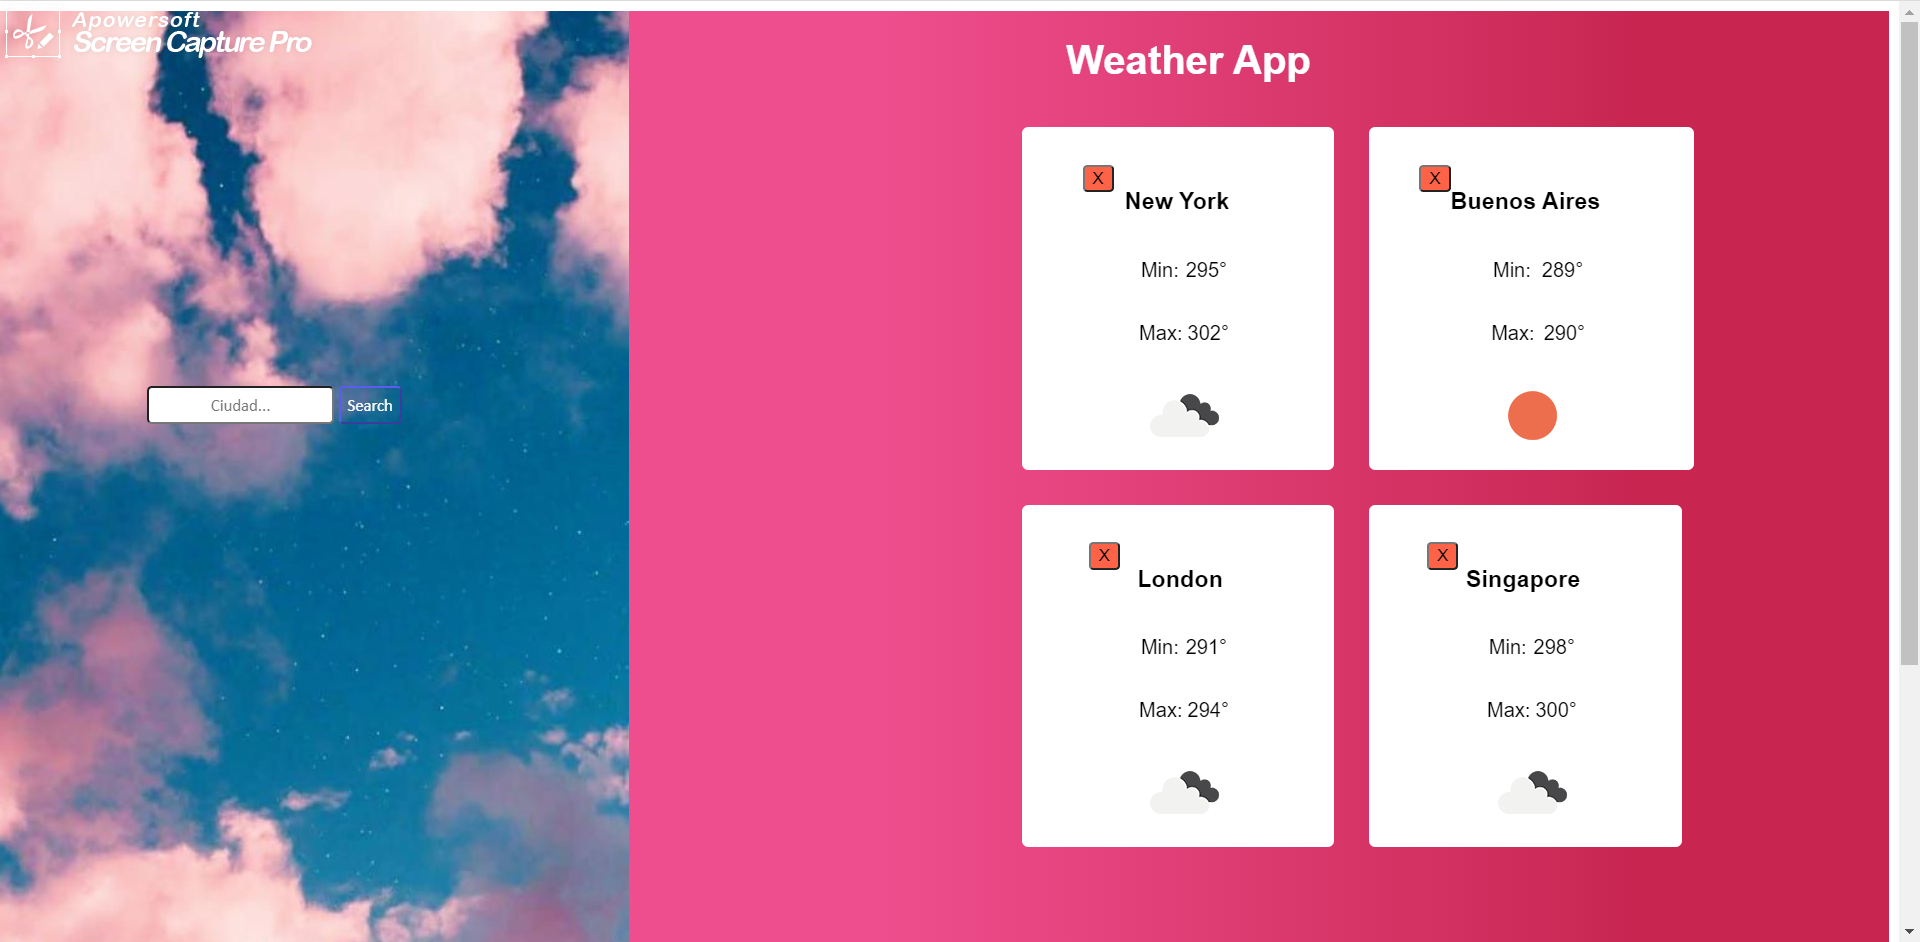 Apowersoft
Screen Capture Pro
Weather App
X
New York
Min: 295°
Max: 302°
X
Buenos Aires
Min: 289°
Max: 290°
Ciudad...
Search
X
London
Min: 291°
Max: 294°
X
Singapore
Min: 298°
Max: 300°